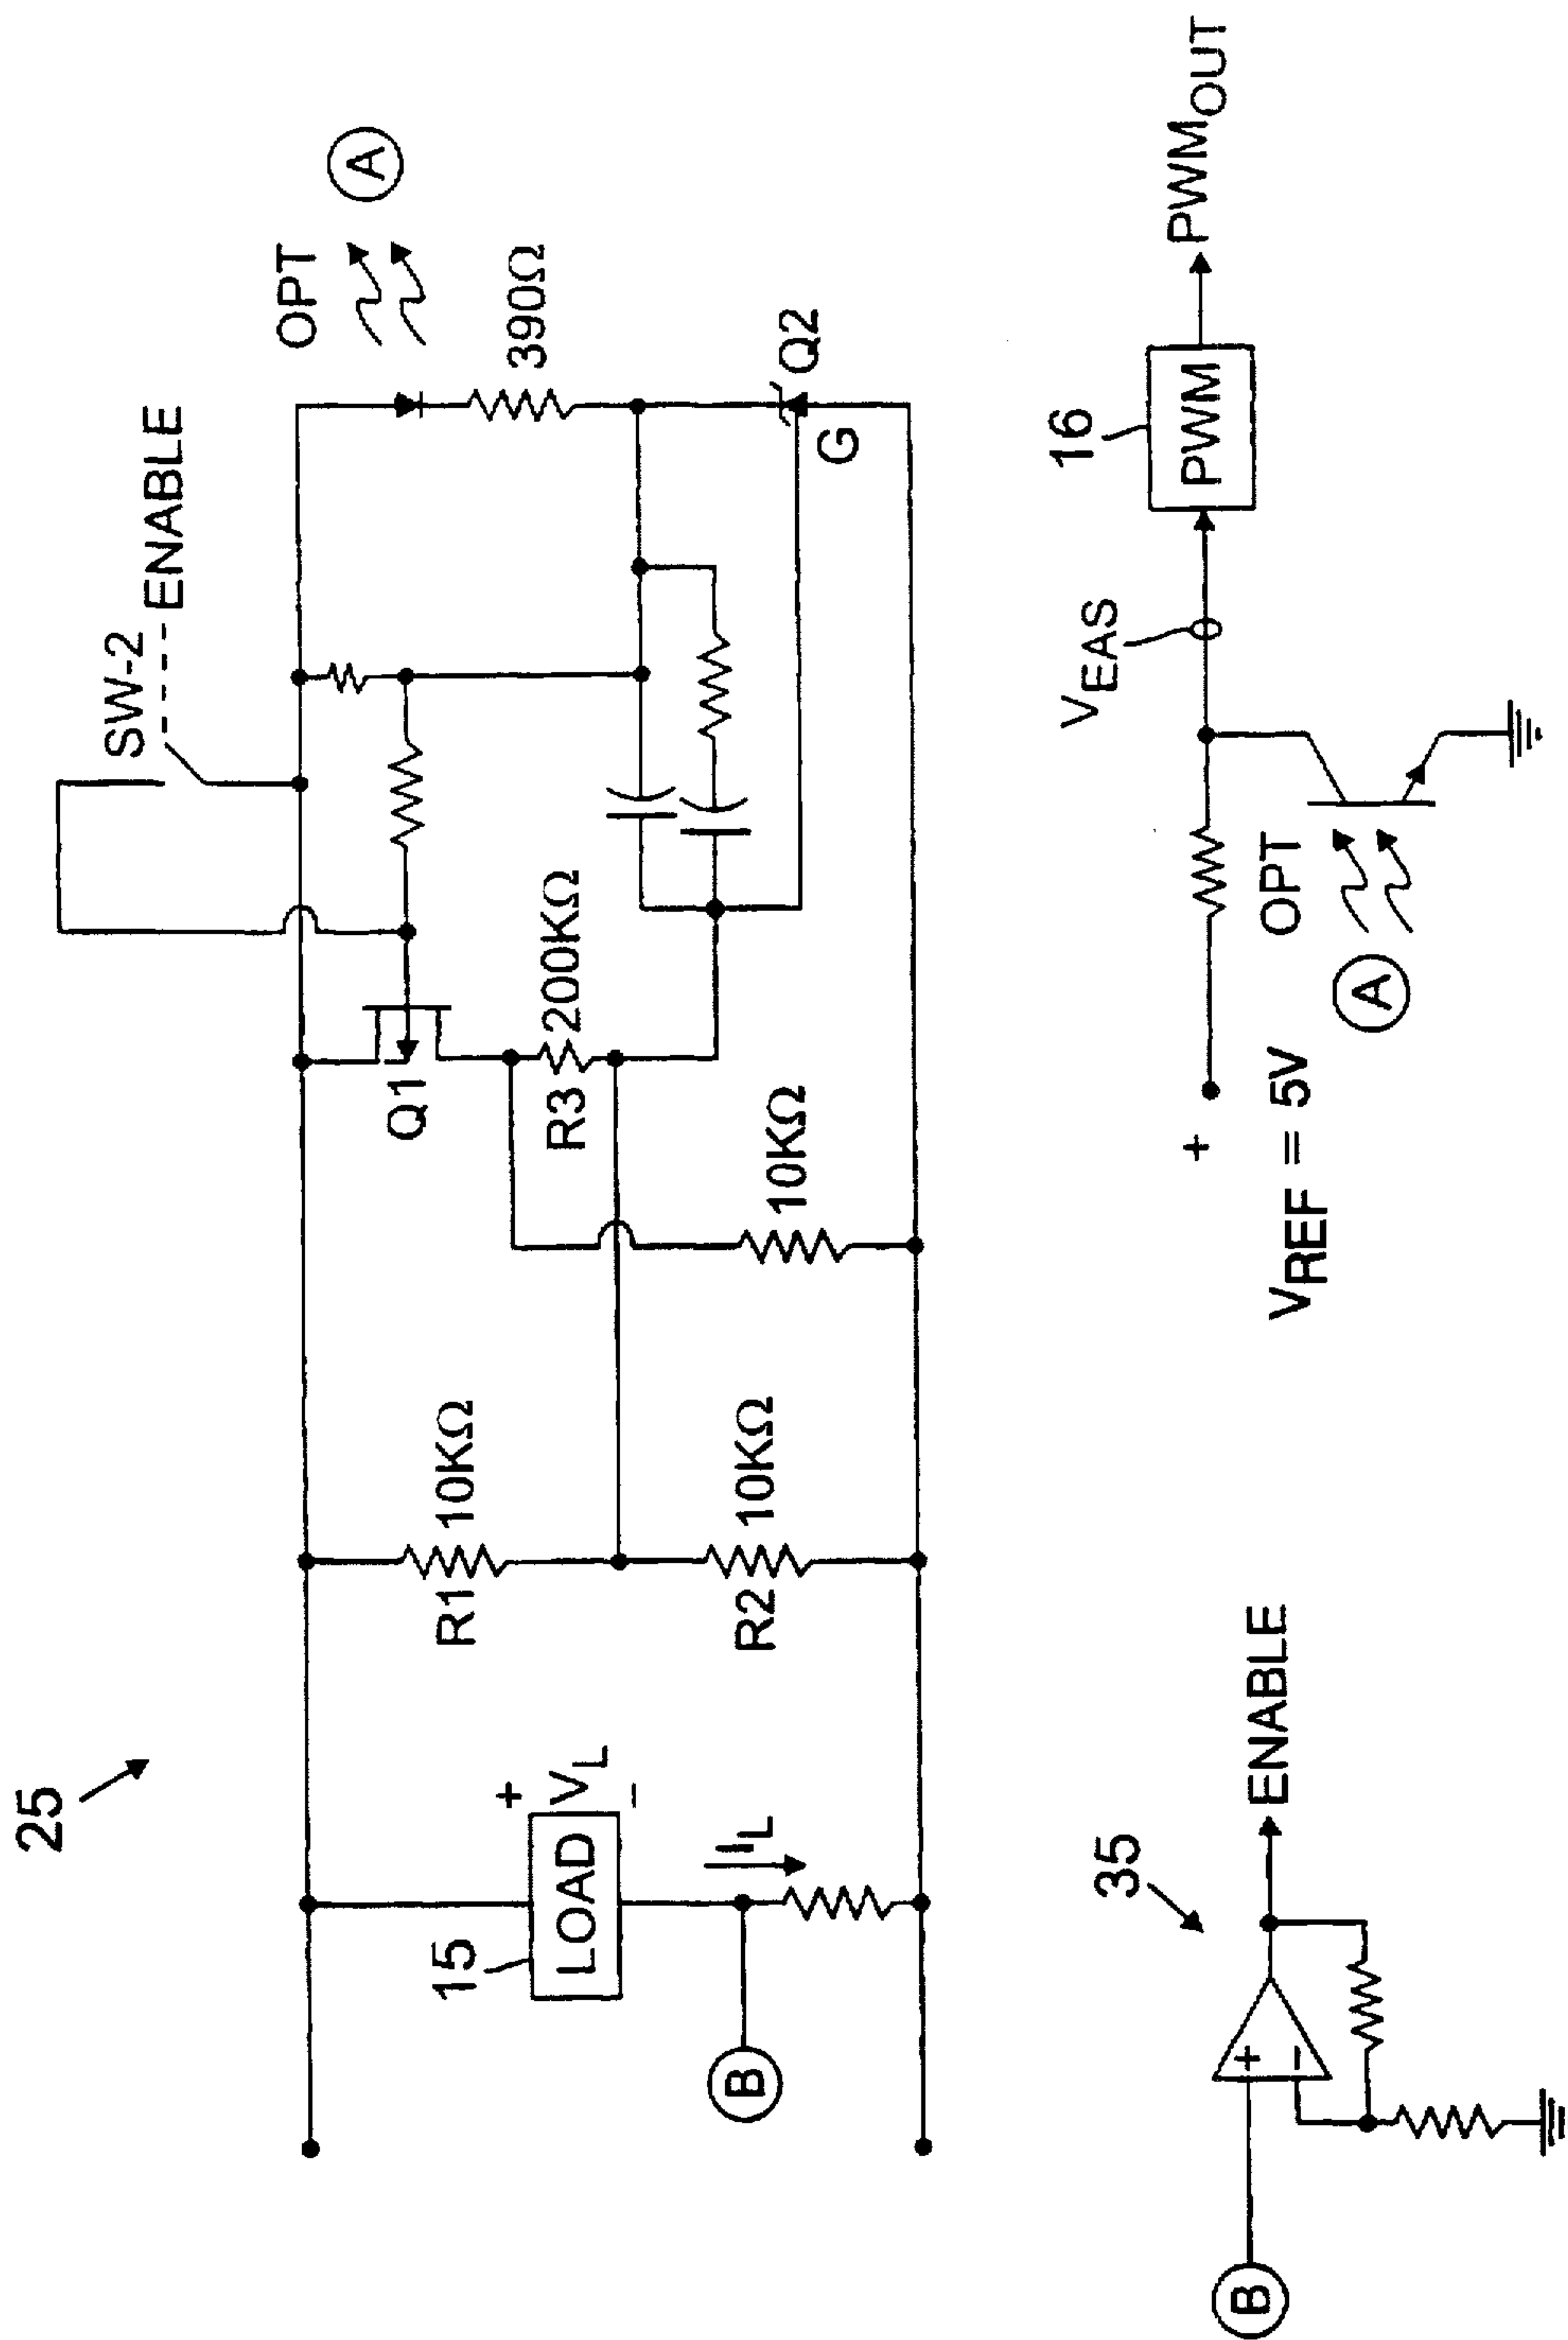 25
SW-2
ENABLE
OPT
A
Q1
R1
10KΩ
R3
200KΩ
390Ω
15
LOAD
+
VL
−
IL
B
R2
10KΩ
10KΩ
G
Q2
35
B
+
−
ENABLE
+
VREF = 5V
OPT
A
VEAS
16
PWM
PWMOUT